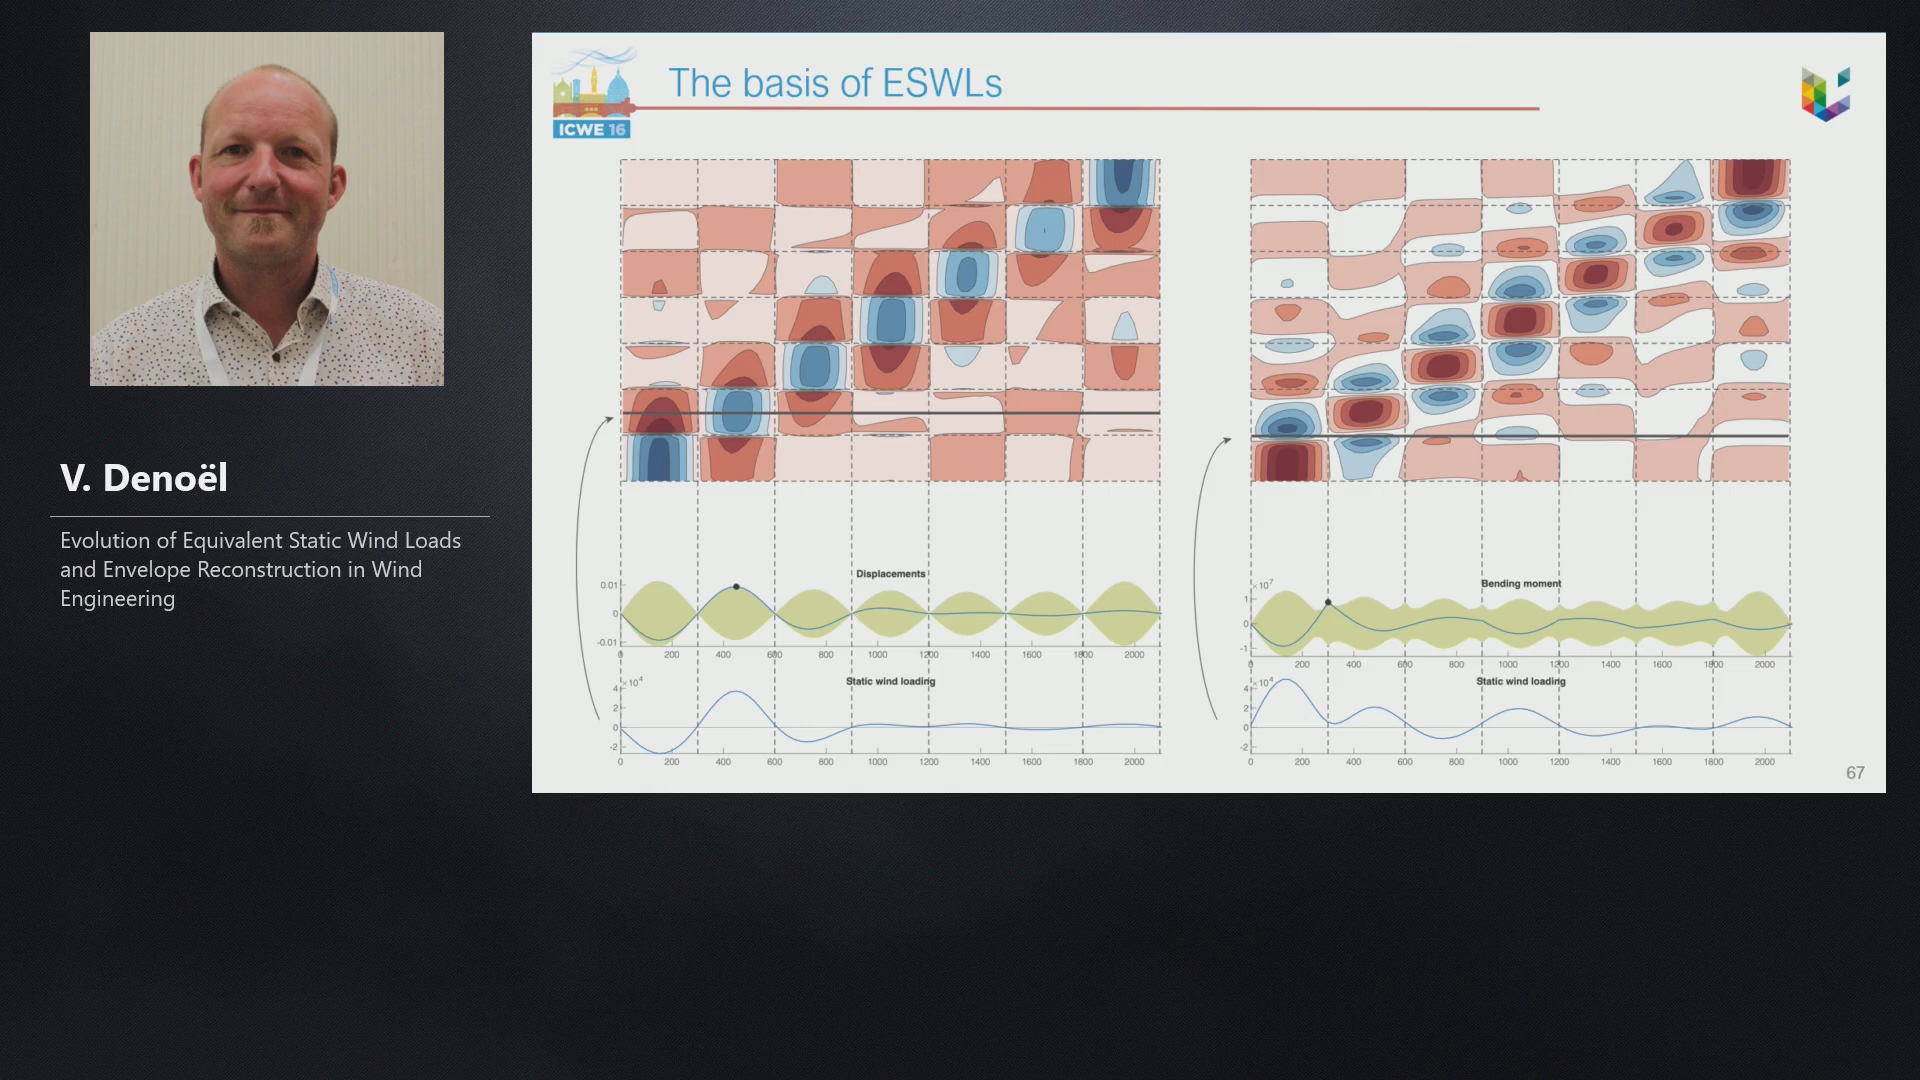 V. Denoël
Evolution of Equivalent Static Wind Loads
and Envelope Reconstruction in Wind
Engineering
ICWE 16
The basis of ESWLs
Displacements
0.01
0
-0.01
0 200 400 600 800 1000 1200 1400 1600 1800 2000
Static wind loading
×10⁴
4
2
0
-2
0 200 400 600 800 1000 1200 1400 1600 1800 2000
Bending moment
×10⁷
1
0
-1
0 200 400 600 800 1000 1200 1400 1600 1800 2000
Static wind loading
×10⁴
4
2
0
-2
0 200 400 600 800 1000 1200 1400 1600 1800 2000
67